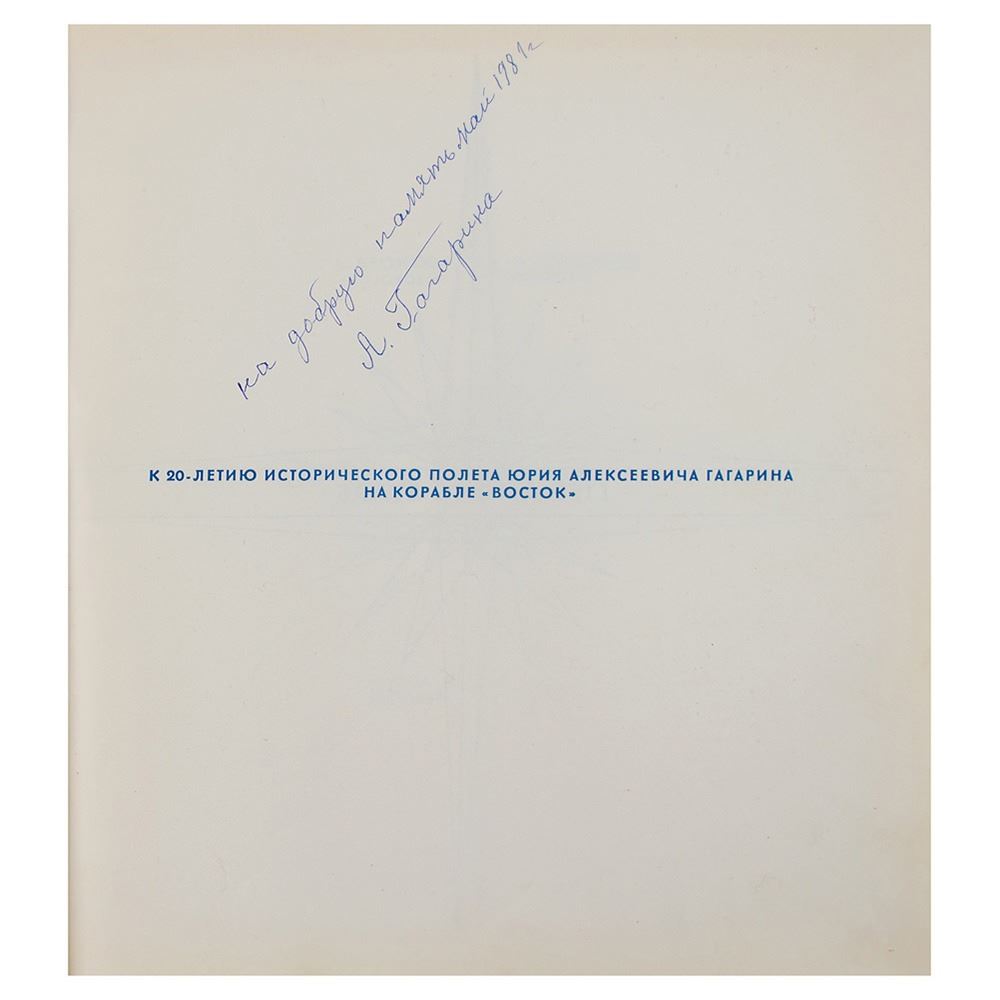 на добрую память май 1981г
А. Гагарина
К 20-ЛЕТИЮ ИСТОРИЧЕСКОГО ПОЛЕТА ЮРИЯ АЛЕКСЕЕВИЧА ГАГАРИНА
НА КОРАБЛЕ «ВОСТОК»